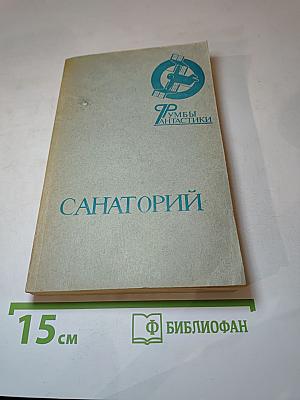 РУМБЫ
ФАНТАСТИКИ
САНАТОРИЙ
15 см
Ф БИБЛИОФАН